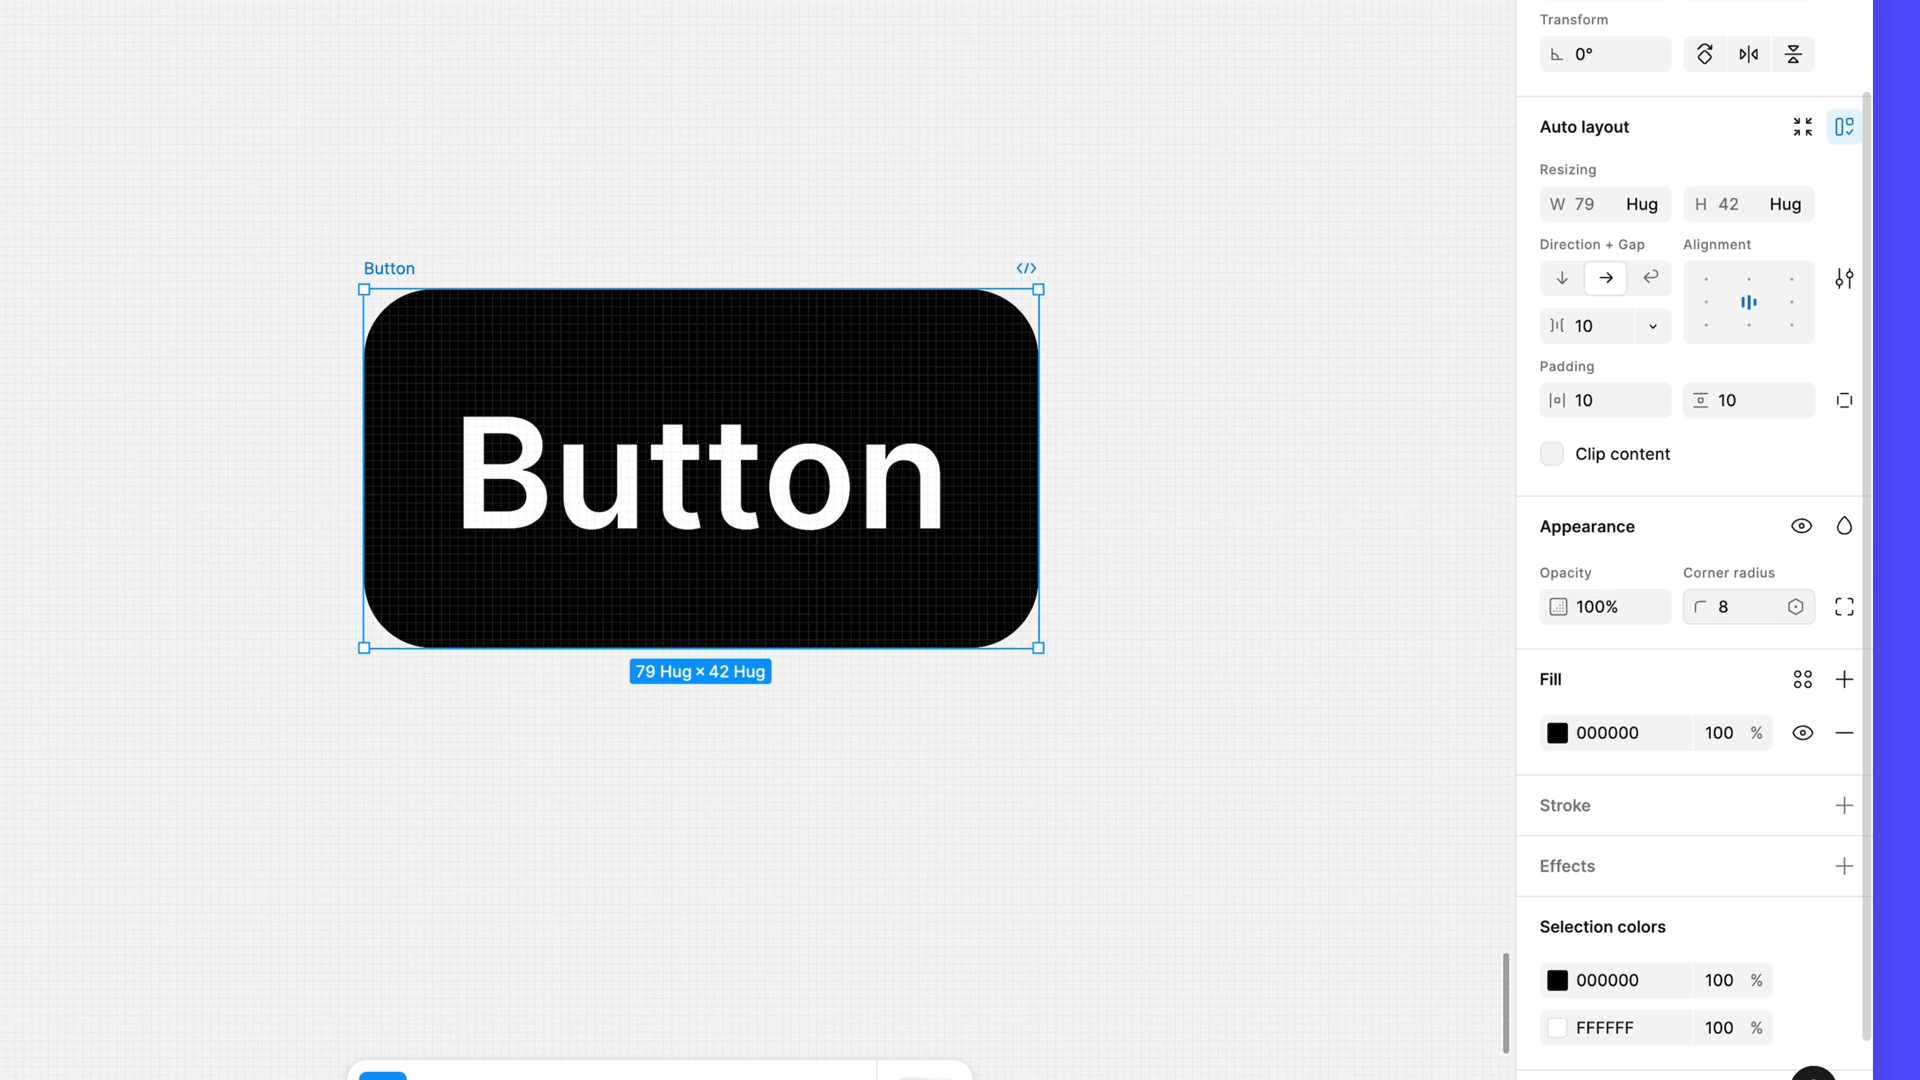 Button
</>
Button
79 Hug × 42 Hug
Transform
0°
Auto layout
Resizing
W 79 Hug H 42 Hug
Direction + Gap Alignment
10
Padding
10 10
Clip content
Appearance
Opacity Corner radius
100% 8
Fill
000000 100 %
Stroke
Effects
Selection colors
000000 100 %
FFFFFF 100 %